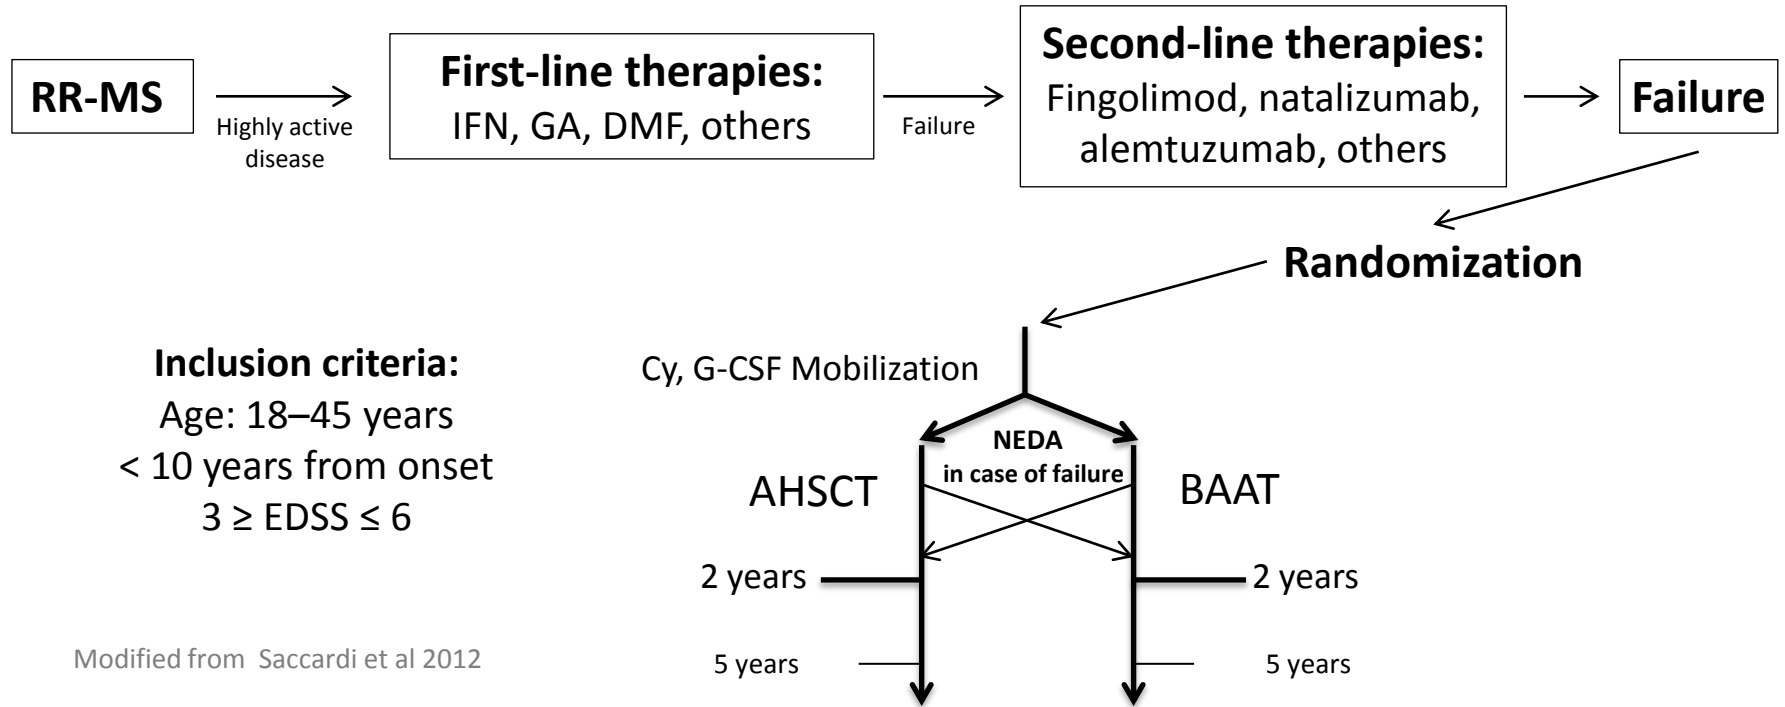 RR-MS
Highly active
disease
First-line therapies:
IFN, GA, DMF, others
Failure
Second-line therapies:
Fingolimod, natalizumab,
alemtuzumab, others
Failure
Randomization
Inclusion criteria:
Age: 18–45 years
< 10 years from onset
3 ≥ EDSS ≤ 6
Cy, G-CSF Mobilization
NEDA
in case of failure
AHSCT
BAAT
2 years
2 years
5 years
5 years
Modified from Saccardi et al 2012